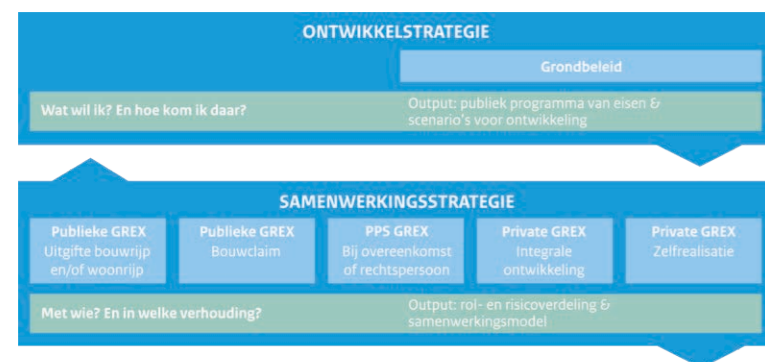 ONTWIKKELSTRATEGIE
Grondbeleid
Wat wil ik? En hoe kom ik daar?
Output: publiek programma van eisen &
scenario's voor ontwikkeling
SAMENWERKINGSSTRATEGIE
Publieke GREX
Uitgifte bouwrijp
en/of woonrijp
Publieke GREX
Bouwclaim
PPS GREX
Bij overeenkomst
of rechtspersoon
Private GREX
Integrale
ontwikkeling
Private GREX
Zelfrealisatie
Met wie? En in welke verhouding?
Output: rol- en risicoverdeling &
samenwerkingsmodel